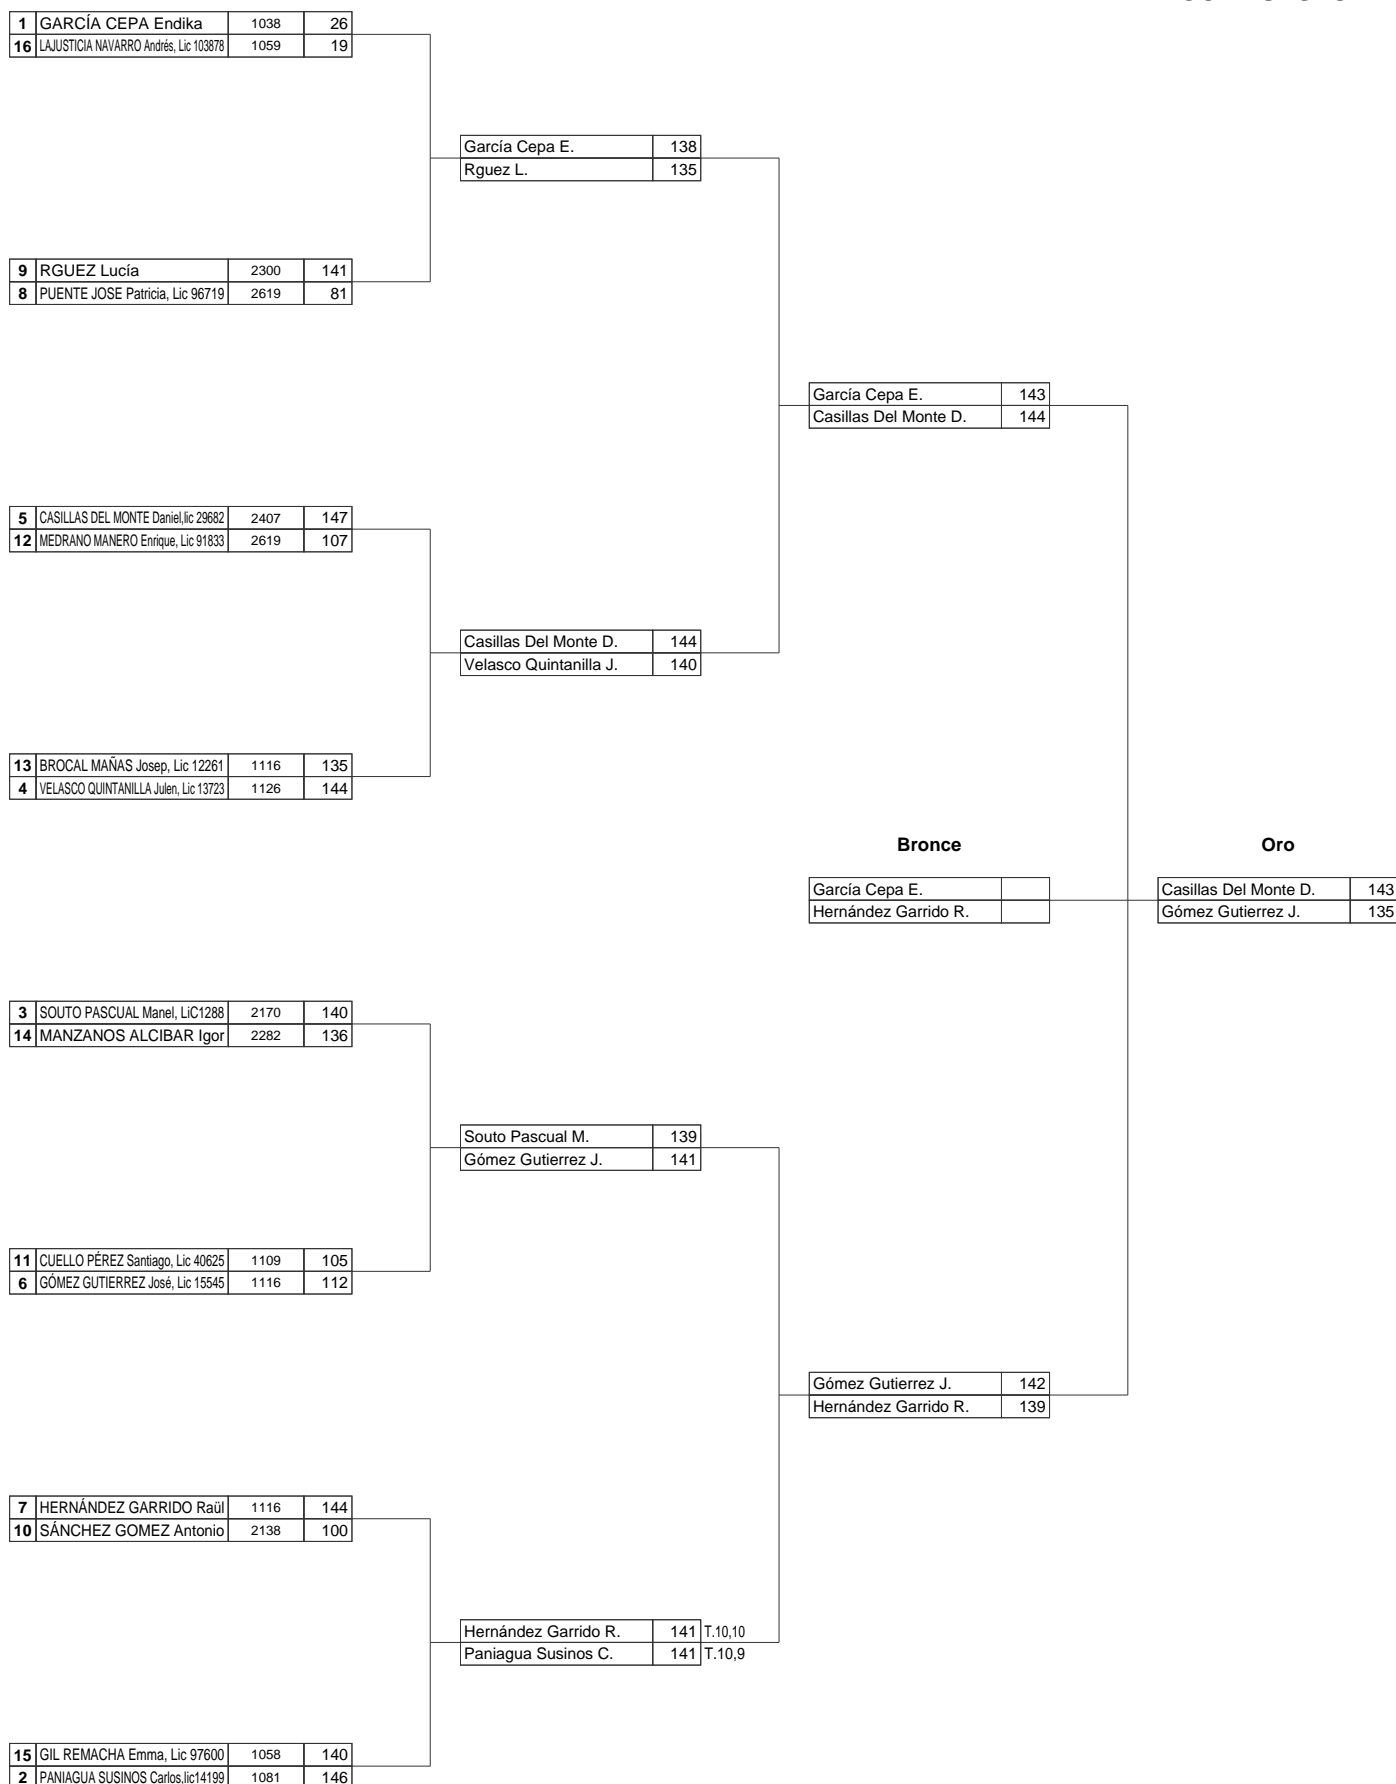 1 GARCÍA CEPA Endika 1038 26
16 LAJUSTICIA NAVARRO Andrés, Lic 103878 1059 19
García Cepa E. 138
Rguez L. 135
9 RGUEZ Lucía 2300 141
8 PUENTE JOSE Patricia, Lic 96719 2619 81
García Cepa E. 143
Casillas Del Monte D. 144
5 CASILLAS DEL MONTE Daniel,lic 29682 2407 147
12 MEDRANO MANERO Enrique, Lic 91833 2619 107
Casillas Del Monte D. 144
Velasco Quintanilla J. 140
13 BROCAL MAÑAS Josep, Lic 12261 1116 135
4 VELASCO QUINTANILLA Julen, Lic 13723 1126 144
Bronce Oro
García Cepa E. Casillas Del Monte D. 143
Hernández Garrido R. Gómez Gutierrez J. 135
3 SOUTO PASCUAL Manel, LiC1288 2170 140
14 MANZANOS ALCIBAR Igor 2282 136
Souto Pascual M. 139
Gómez Gutierrez J. 141
11 CUELLO PÉREZ Santiago, Lic 40625 1109 105
6 GÓMEZ GUTIERREZ José, Lic 15545 1116 112
Gómez Gutierrez J. 142
Hernández Garrido R. 139
7 HERNÁNDEZ GARRIDO Raül 1116 144
10 SÁNCHEZ GOMEZ Antonio 2138 100
Hernández Garrido R. 141 T.10,10
Paniagua Susinos C. 141 T.10,9
15 GIL REMACHA Emma, Lic 97600 1058 140
2 PANIAGUA SUSINOS Carlos,lic14199 1081 146